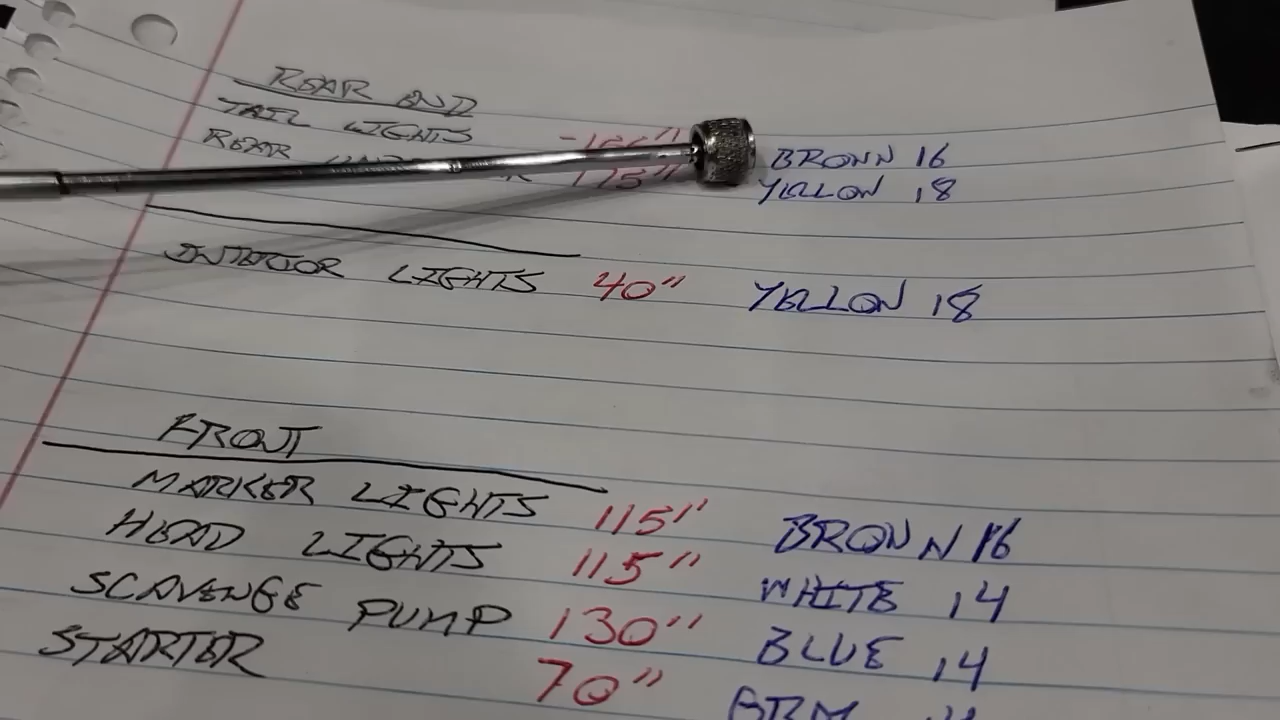 REAR END
TAIL LIGHTS BROWN 16
REAR 175" YELLOW 18
INTERIOR LIGHTS 40" YELLOW 18
FRONT
MARKER LIGHTS 115" BROWN 16
HEAD LIGHTS 115" WHITE 14
SCAVENGE PUMP 130" BLUE 14
STARTER 70"